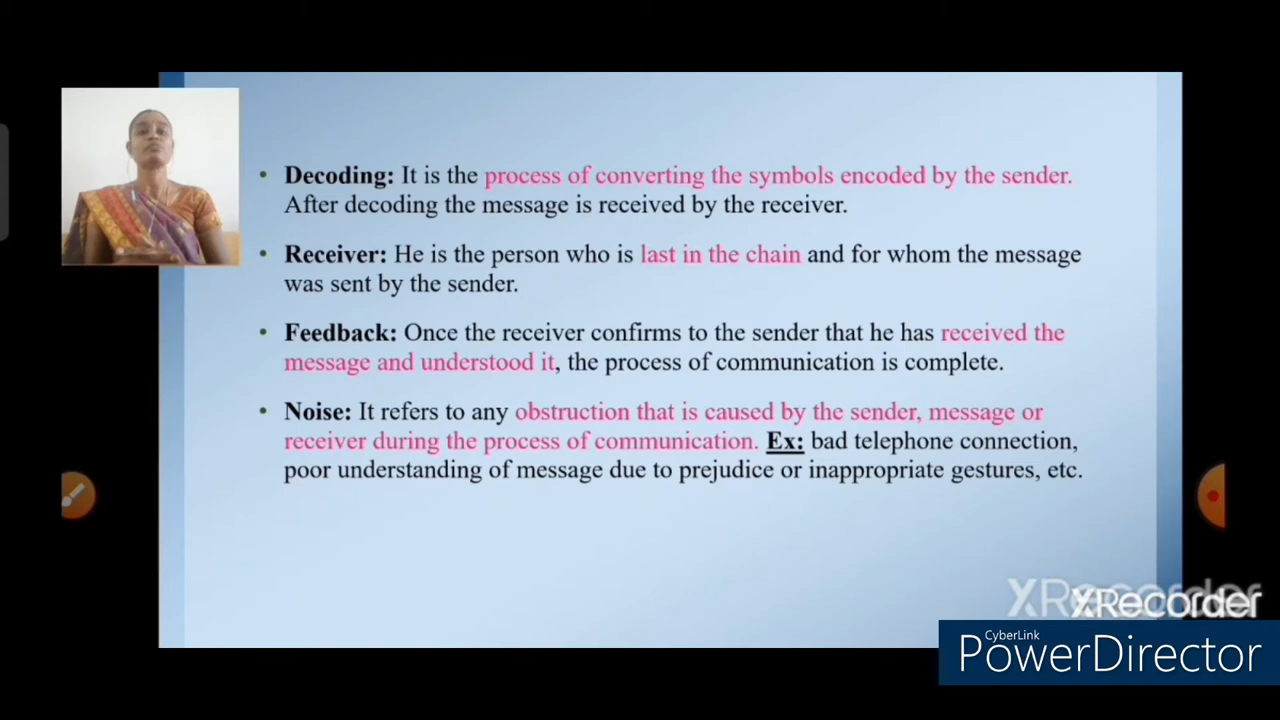 Decoding: It is the process of converting the symbols encoded by the sender.
After decoding the message is received by the receiver.
Receiver: He is the person who is last in the chain and for whom the message
was sent by the sender.
Feedback: Once the receiver confirms to the sender that he has received the
message and understood it, the process of communication is complete.
Noise: It refers to any obstruction that is caused by the sender, message or
receiver during the process of communication. Ex: bad telephone connection,
poor understanding of message due to prejudice or inappropriate gestures, etc.
XRecorder
XRecorder
CyberLink
PowerDirector